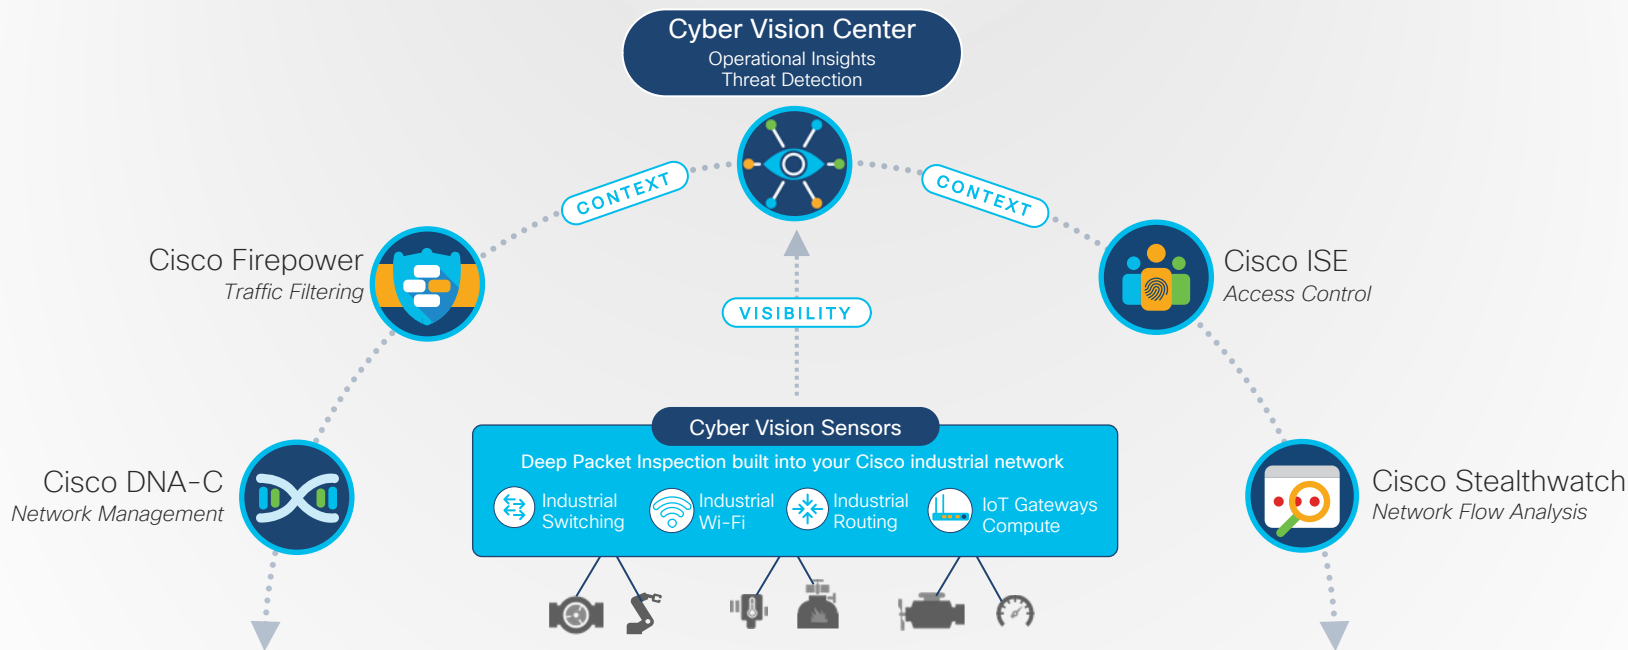 Cyber Vision Center
Operational Insights
Threat Detection
CONTEXT
CONTEXT
Cisco Firepower
Traffic Filtering
Cisco ISE
Access Control
VISIBILITY
Cyber Vision Sensors
Deep Packet Inspection built into your Cisco industrial network
Industrial
Switching
Industrial
Wi-Fi
Industrial
Routing
IoT Gateways
Compute
Cisco DNA-C
Network Management
Cisco Stealthwatch
Network Flow Analysis